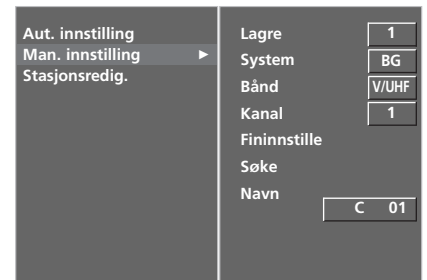 Aut. innstilling
Man. innstilling ►
Stasjonsredig.
Lagre 1
System BG
Bånd V/UHF
Kanal 1
Fininnstille
Søke
Navn
C 01